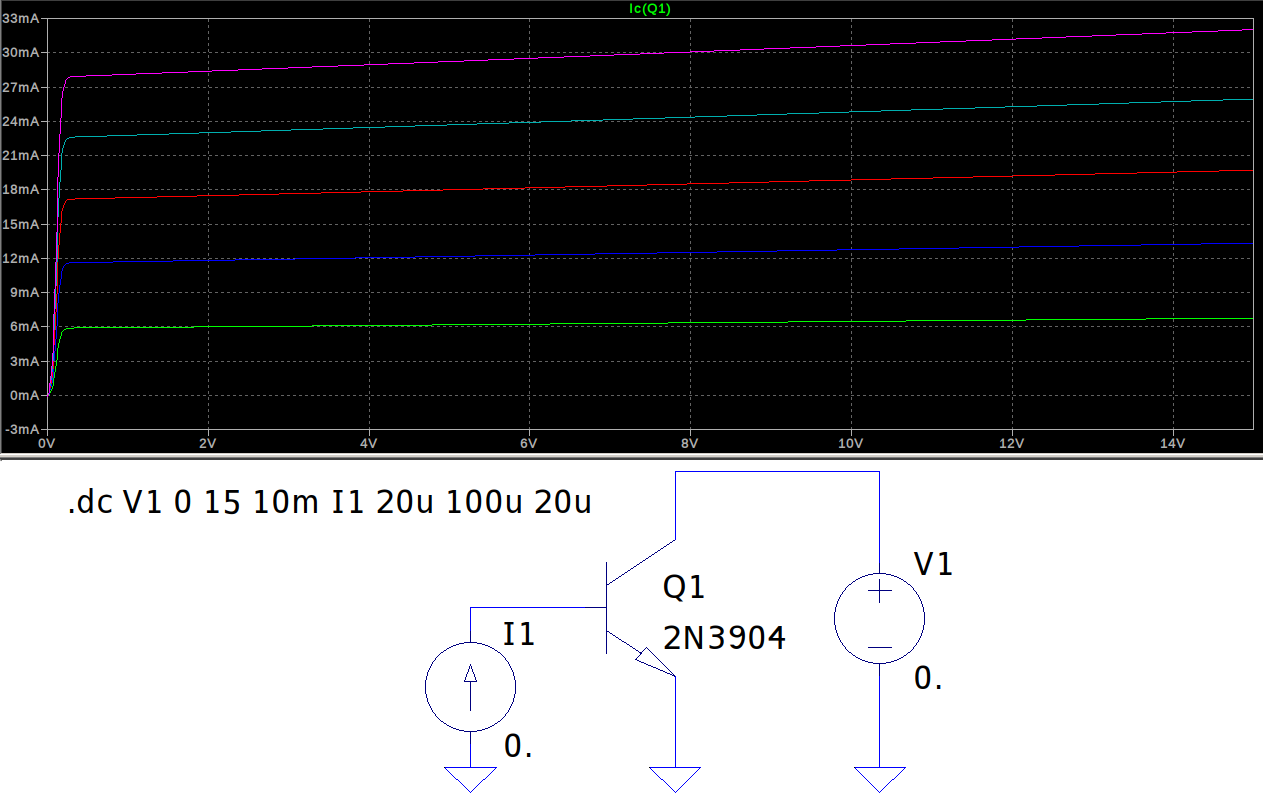 Ic(Q1)
33mA
30mA
27mA
24mA
21mA
18mA
15mA
12mA
9mA
6mA
3mA
0mA
-3mA
0V 2V 4V 6V 8V 10V 12V 14V
.dc V1 0 15 10m I1 20u 100u 20u
V1
Q1
I1
2N3904
0.
0.